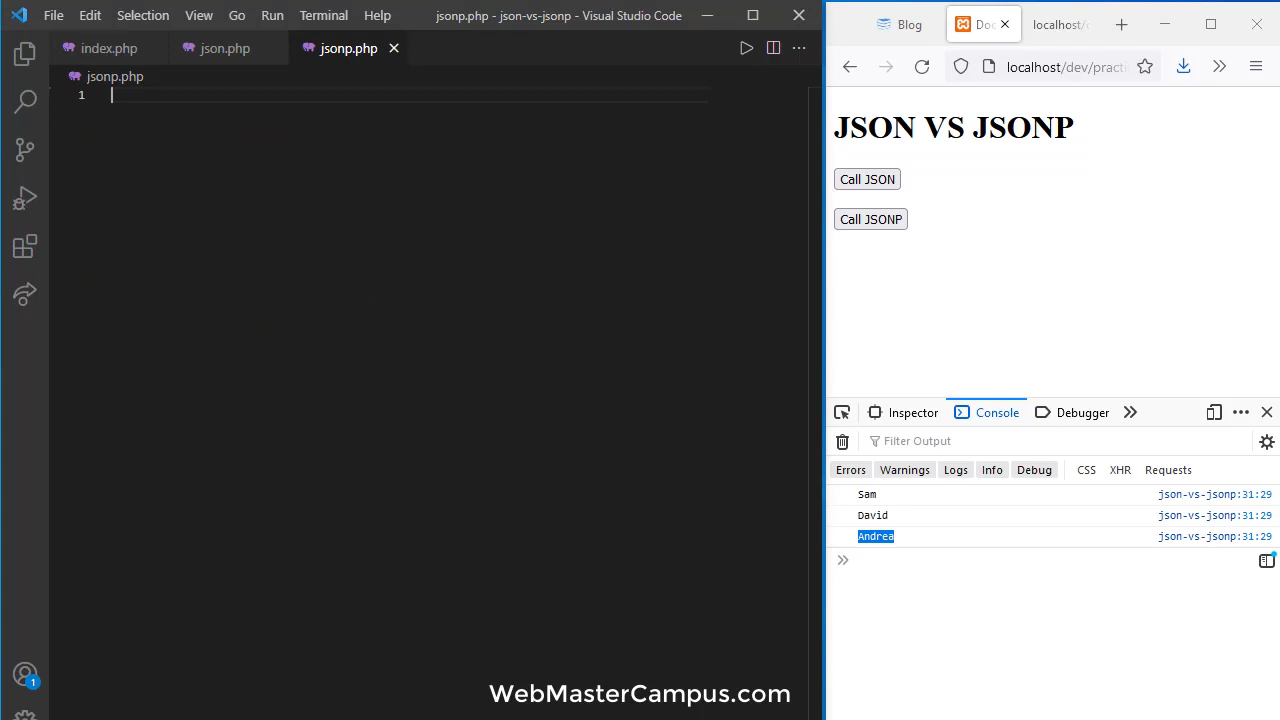 File Edit Selection View Go Run Terminal Help jsonp.php - json-vs-jsonp - Visual Studio Code
index.php json.php jsonp.php
jsonp.php
1
1
WebMasterCampus.com
Blog Doc localhost/d
localhost/dev/practi
JSON VS JSONP
Call JSON
Call JSONP
Inspector Console Debugger
Filter Output
Errors Warnings Logs Info Debug CSS XHR Requests
Sam json-vs-jsonp:31:29
David json-vs-jsonp:31:29
Andrea json-vs-jsonp:31:29